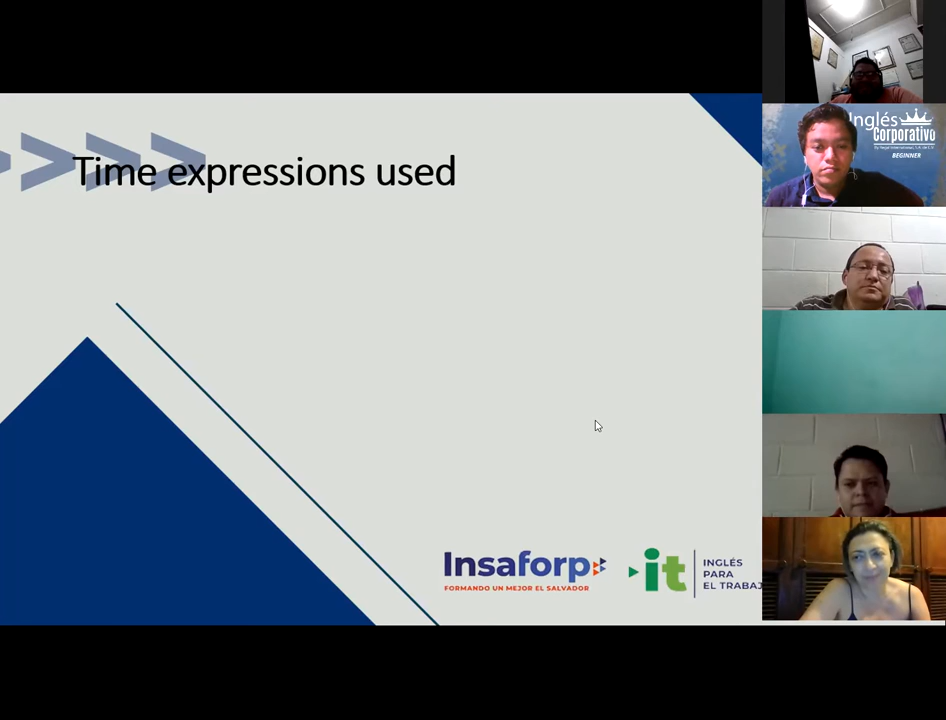 Time expressions used
Inglés
Corporativo
BEGINNER
Insaforp
FORMANDO UN MEJOR EL SALVADOR
it
INGLÉS
PARA
EL TRABAJ